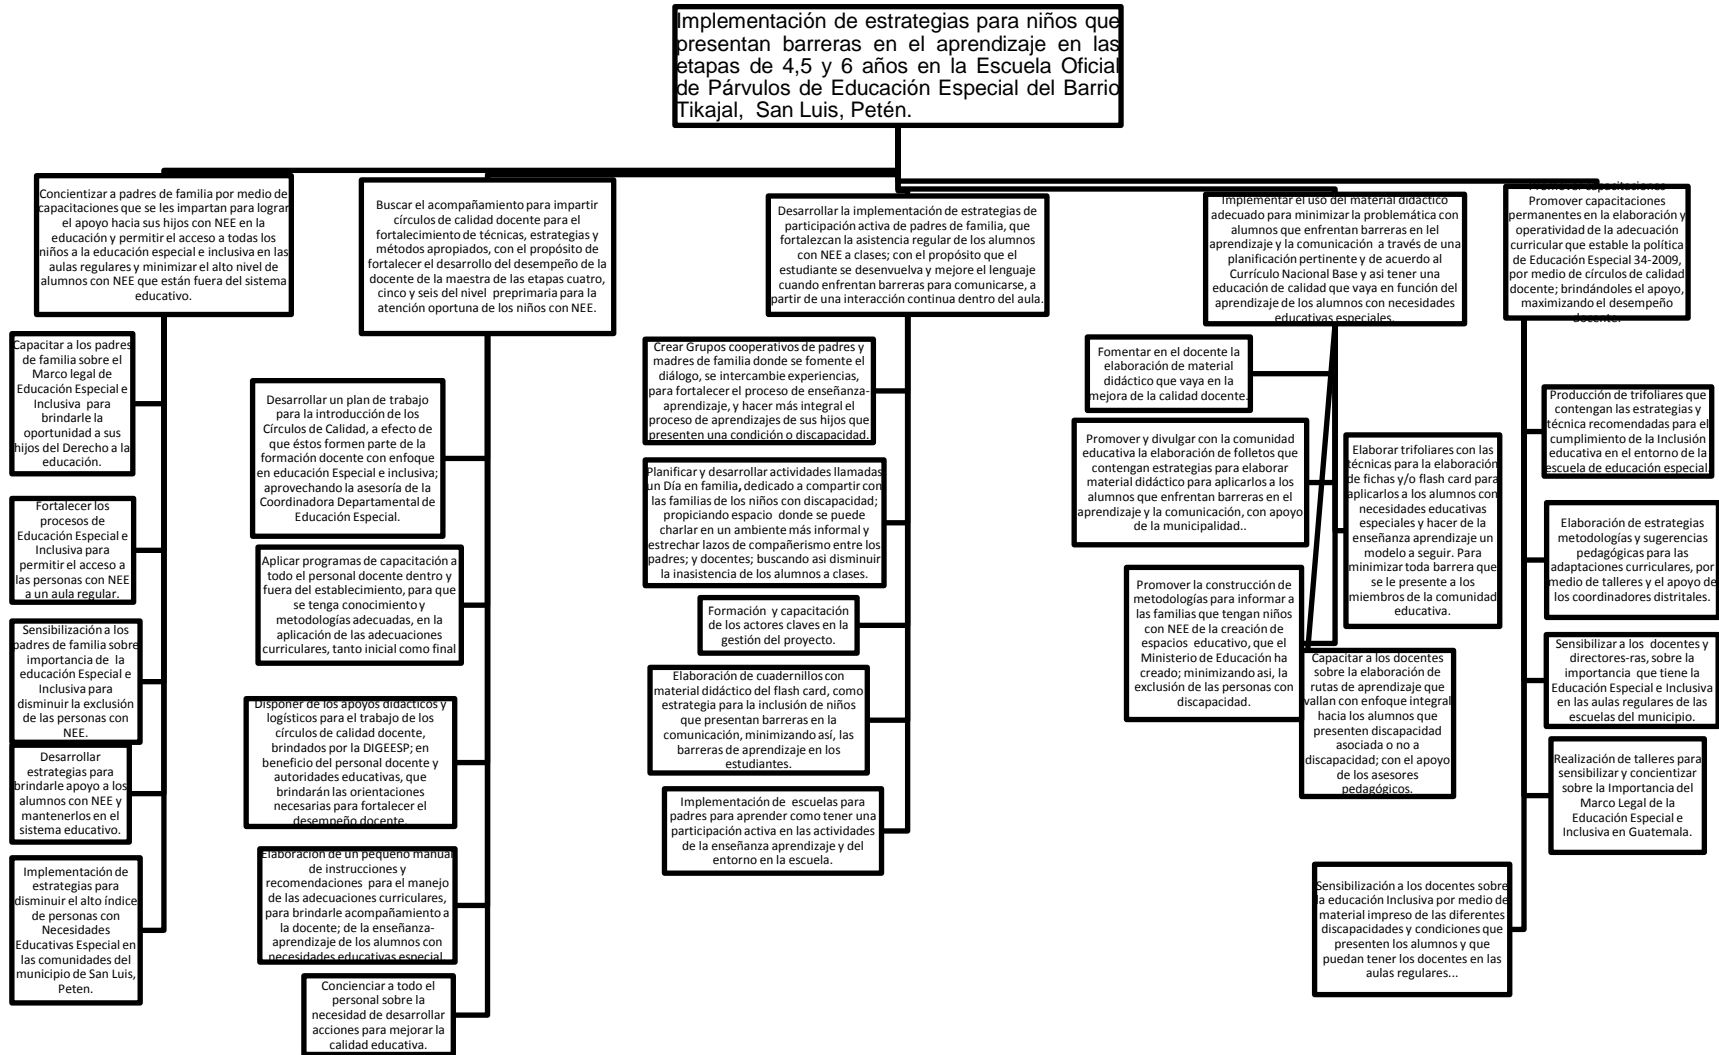 Implementación de estrategias para niños que
presentan barreras en el aprendizaje en las
etapas de 4,5 y 6 años en la Escuela Oficial
de Párvulos de Educación Especial del Barrio
Tikajal, San Luis, Petén.
Concientizar a padres de familia por medio de
capacitaciones que se les impartan para lograr
el apoyo hacia sus hijos con NEE en la
educación y permitir el acceso a todas los
niños a la educación especial e inclusiva en las
aulas regulares y minimizar el alto nivel de
alumnos con NEE que están fuera del sistema
educativo.
Capacitar a los padres
de familia sobre el
Marco legal de
Educación Especial e
Inclusiva para
brindarle la
oportunidad a sus
hijos del Derecho a la
educación.
Fortalecer los
procesos de
Educación Especial e
Inclusiva para
permitir el acceso a
las personas con NEE
a un aula regular.
Sensibilización a los
padres de familia sobre
importancia de la
educación Especial e
Inclusiva para
disminuir la exclusión
de las personas con
NEE.
Desarrollar
estrategias para
brindarle apoyo a los
alumnos con NEE y
mantenerlos en el
sistema educativo.
Implementación de
estrategias para
disminuir el alto índice
de personas con
Necesidades
Educativas Especial en
las comunidades del
municipio de San Luis,
Peten.
Buscar el acompañamiento para impartir
círculos de calidad docente para el
fortalecimiento de técnicas, estrategias y
métodos apropiados, con el propósito de
fortalecer el desarrollo del desempeño de la
docente de la maestra de las etapas cuatro,
cinco y seis del nivel preprimaria para la
atención oportuna de los niños con NEE.
Desarrollar un plan de trabajo
para la introducción de los
Círculos de Calidad, a efecto de
que éstos formen parte de la
formación docente con enfoque
en educación Especial e inclusiva;
aprovechando la asesoría de la
Coordinadora Departamental de
Educación Especial.
Aplicar programas de capacitación a
todo el personal docente dentro y
fuera del establecimiento, para que
se tenga conocimiento y
metodologías adecuadas, en la
aplicación de las adecuaciones
curriculares, tanto inicial como final
Disponer de los apoyos didácticos y
logísticos para el trabajo de los
círculos de calidad docente,
brindados por la DIGEESP; en
beneficio del personal docente y
autoridades educativas, que
brindarán las orientaciones
necesarias para fortalecer el
desempeño docente.
Elaboración de un pequeño manual
de instrucciones y
recomendaciones para el manejo
de las adecuaciones curriculares,
para brindarle acompañamiento a
la docente; de la enseñanza-
aprendizaje de los alumnos con
necesidades educativas especial.
Concienciar a todo el
personal sobre la
necesidad de desarrollar
acciones para mejorar la
calidad educativa.
Desarrollar la implementación de estrategias de
participación activa de padres de familia, que
fortalezcan la asistencia regular de los alumnos
con NEE a clases; con el propósito que el
estudiante se desenvuelva y mejore el lenguaje
cuando enfrentan barreras para comunicarse, a
partir de una interacción continua dentro del aula.
Crear Grupos cooperativos de padres y
madres de familia donde se fomente el
diálogo, se intercambie experiencias,
para fortalecer el proceso de enseñanza-
aprendizaje, y hacer más integral el
proceso de aprendizajes de sus hijos que
presenten una condición o discapacidad.
Planificar y desarrollar actividades llamadas
un Día en familia, dedicado a compartir con
las familias de los niños con discapacidad;
propiciando espacio donde se puede
charlar en un ambiente más informal y
estrechar lazos de compañerismo entre los
padres; y docentes; buscando asi disminuir
la inasistencia de los alumnos a clases.
Formación y capacitación
de los actores claves en la
gestión del proyecto.
Elaboración de cuadernillos con
material didáctico del flash card, como
estrategia para la inclusión de niños
que presentan barreras en la
comunicación, minimizando así, las
barreras de aprendizaje en los
estudiantes.
Implementación de escuelas para
padres para aprender como tener una
participación activa en las actividades
de la enseñanza aprendizaje y del
entorno en la escuela.
Implementar el uso del material didáctico
adecuado para minimizar la problemática con
alumnos que enfrentan barreras en lel
aprendizaje y la comunicación a través de una
planificación pertinente y de acuerdo al
Currículo Nacional Base y asi tener una
educación de calidad que vaya en función del
aprendizaje de los alumnos con necesidades
educativas especiales.
Fomentar en el docente la
elaboración de material
didáctico que vaya en la
mejora de la calidad docente.
Promover y divulgar con la comunidad
educativa la elaboración de folletos que
contengan estrategias para elaborar
material didáctico para aplicarlos a los
alumnos que enfrentan barreras en el
aprendizaje y la comunicación, con apoyo
de la municipalidad..
Elaborar trifoliares con las
técnicas para la elaboración
de fichas y/o flash card para
aplicarlos a los alumnos con
necesidades educativas
especiales y hacer de la
enseñanza aprendizaje un
modelo a seguir. Para
minimizar toda barrera que
se le presente a los
miembros de la comunidad
educativa.
Promover la construcción de
metodologías para informar a
las familias que tengan niños
con NEE de la creación de
espacios educativo, que el
Ministerio de Educación ha
creado; minimizando asi, la
exclusión de las personas con
discapacidad.
Capacitar a los docentes
sobre la elaboración de
rutas de aprendizaje que
vallan con enfoque integral
hacia los alumnos que
presenten discapacidad
asociada o no a
discapacidad; con el apoyo
de los asesores
pedagógicos.
Promover capacitaciones
Promover capacitaciones
permanentes en la elaboración y
operatividad de la adecuación
curricular que estable la política
de Educación Especial 34-2009,
por medio de círculos de calidad
docente; brindándoles el apoyo,
maximizando el desempeño
docente.
Producción de trifoliares que
contengan las estrategias y
técnica recomendadas para el
cumplimiento de la Inclusión
educativa en el entorno de la
escuela de educación especial.
Elaboración de estrategias
metodologías y sugerencias
pedagógicas para las
adaptaciones curriculares, por
medio de talleres y el apoyo de
los coordinadores distritales.
Sensibilizar a los docentes y
directores-ras, sobre la
importancia que tiene la
Educación Especial e Inclusiva
en las aulas regulares de las
escuelas del municipio.
Realización de talleres para
sensibilizar y concientizar
sobre la Importancia del
Marco Legal de la
Educación Especial e
Inclusiva en Guatemala.
Sensibilización a los docentes sobre
la educación Inclusiva por medio de
material impreso de las diferentes
discapacidades y condiciones que
presenten los alumnos y que
puedan tener los docentes en las
aulas regulares...